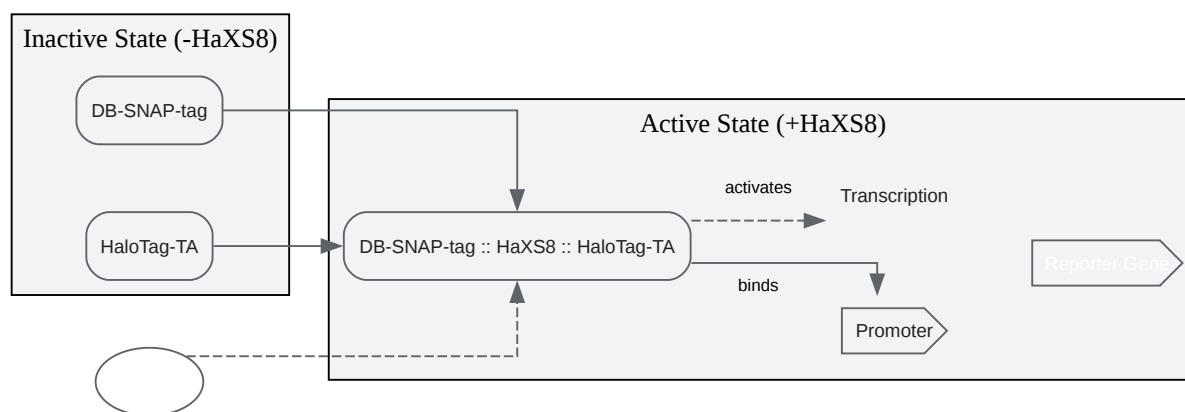 Inactive State (-HaXS8)
DB-SNAP-tag
HaloTag-TA
Active State (+HaXS8)
DB-SNAP-tag :: HaXS8 :: HaloTag-TA
activates
Transcription
binds
Promoter
Reporter Gene